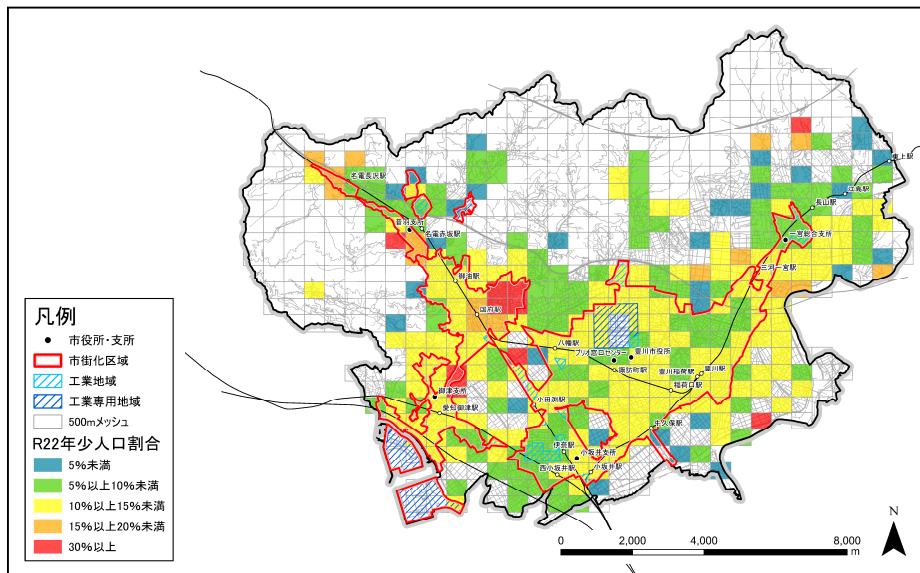 東上駅
江島駅
長山駅
一宮総合支所
三河一宮駅
名電長沢駅
音羽支所
名電赤坂駅
御油駅
国府駅
八幡駅
プリオ窓口センター
豊川市役所
諏訪町駅
豊川稲荷駅
豊川駅
稲荷口駅
御津支所
愛知御津駅
小田渕駅
牛久保駅
伊奈駅
小坂井支所
西小坂井駅
小坂井駅
凡例
市役所・支所
市街化区域
工業地域
工業専用地域
500mメッシュ
R22年少人口割合
5%未満
5%以上10%未満
10%以上15%未満
15%以上20%未満
30%以上
N
0 2,000 4,000 8,000
m